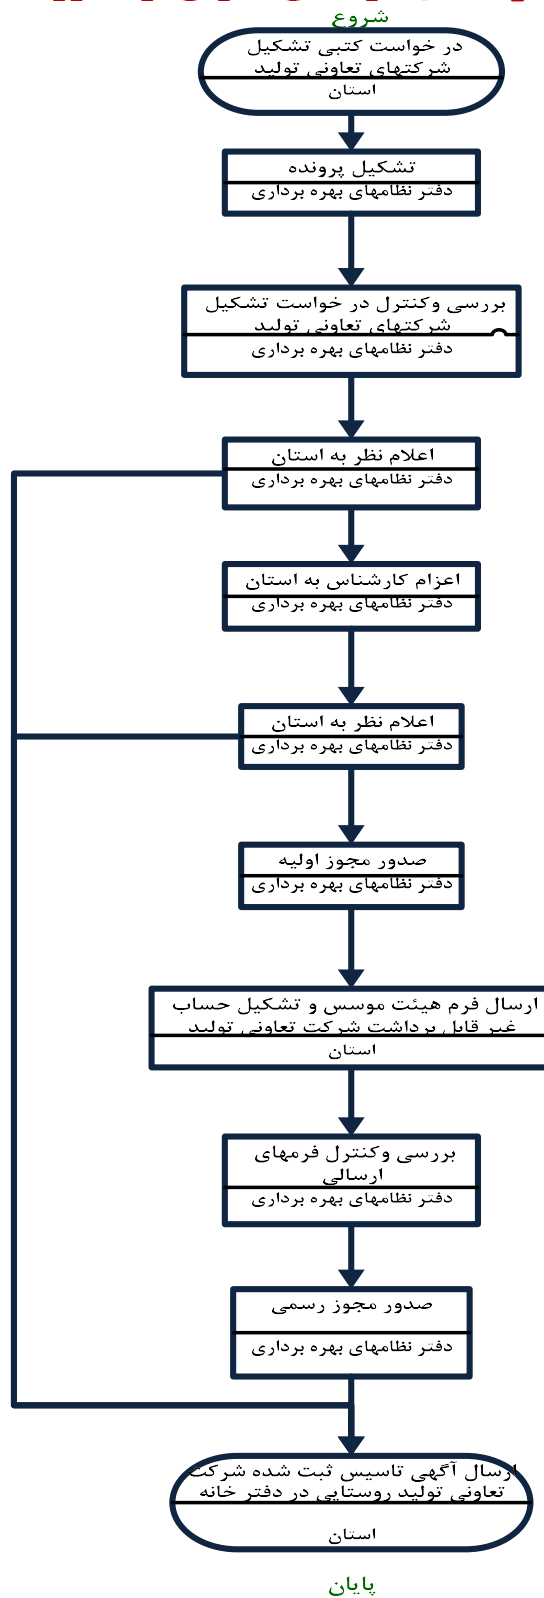 شروع
در خواست کتبی تشکیل
شرکتهای تعاونی تولید
استان
تشکیل پرونده
دفتر نظامهای بهره برداری
بررسی وکنترل در خواست تشکیل
شرکتهای تعاونی تولید
دفتر نظامهای بهره برداری
اعلام نظر به استان
دفتر نظامهای بهره برداری
اعزام کارشناس به استان
دفتر نظامهای بهره برداری
اعلام نظر به استان
دفتر نظامهای بهره برداری
صدور مجوز اولیه
دفتر نظامهای بهره برداری
ارسال فرم هیئت موسس و تشکیل حساب
غیر قابل برداشت شرکت تعاونی تولید
استان
بررسی وکنترل فرمهای
ارسالی
دفتر نظامهای بهره برداری
صدور مجوز رسمی
دفتر نظامهای بهره برداری
ارسال آگهی تاسیس ثبت شده شرکت
تعاونی تولید روستایی در دفتر خانه
استان
پایان